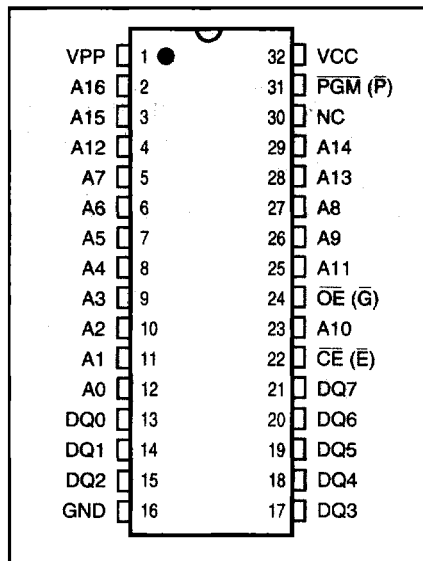 VPP 1 32 VCC
A16 2 31 P̅G̅M̅ (P̅)
A15 3 30 NC
A12 4 29 A14
A7 5 28 A13
A6 6 27 A8
A5 7 26 A9
A4 8 25 A11
A3 9 24 O̅E̅ (G̅)
A2 10 23 A10
A1 11 22 C̅E̅ (E̅)
A0 12 21 DQ7
DQ0 13 20 DQ6
DQ1 14 19 DQ5
DQ2 15 18 DQ4
GND 16 17 DQ3